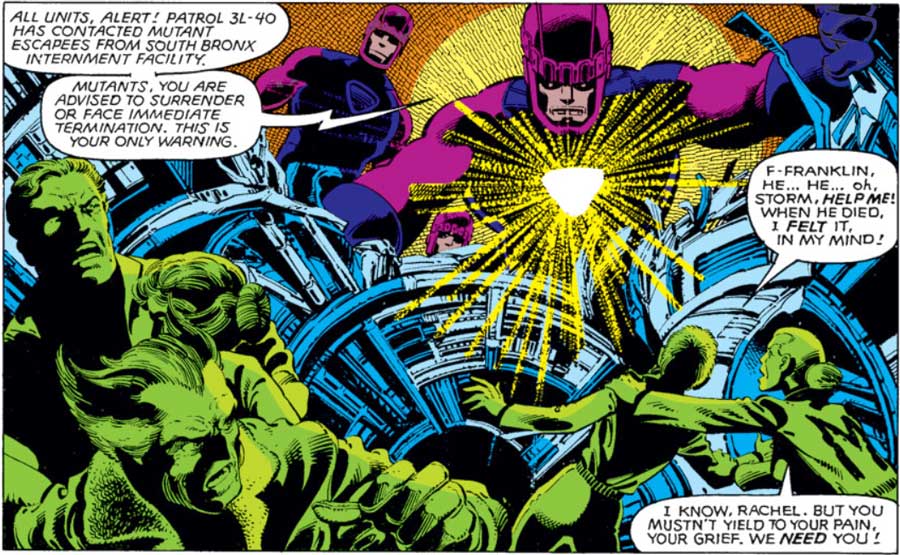 ALL UNITS, ALERT! PATROL 3L-40
HAS CONTACTED MUTANT
ESCAPEES FROM SOUTH BRONX
INTERNMENT FACILITY.
MUTANTS, YOU ARE
ADVISED TO SURRENDER
OR FACE IMMEDIATE
TERMINATION. THIS IS
YOUR ONLY WARNING.
F-FRANKLIN,
HE... HE... oh,
STORM, HELP ME!
WHEN HE DIED,
I FELT IT,
IN MY MIND!
I KNOW, RACHEL. BUT YOU
MUSTN'T YIELD TO YOUR PAIN,
YOUR GRIEF. WE NEED YOU!